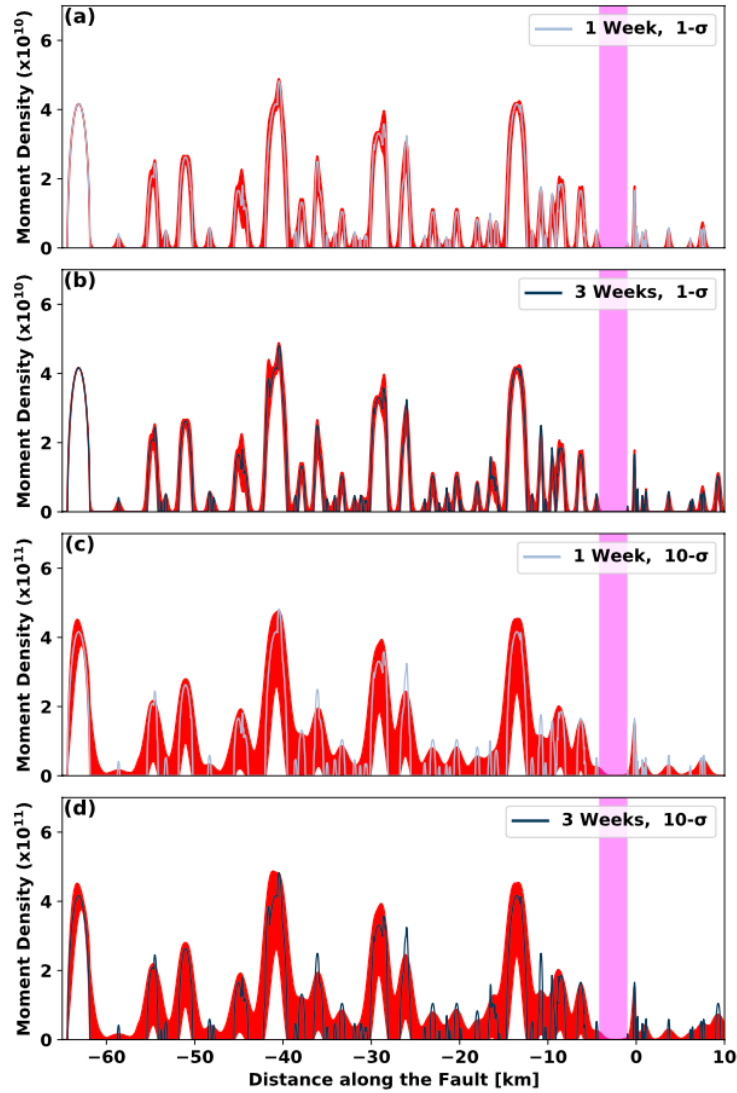 (a)
1 Week, 1-σ
Moment Density (x10¹⁰)
6
4
2
0
(b)
3 Weeks, 1-σ
Moment Density (x10¹⁰)
6
4
2
0
(c)
1 Week, 10-σ
Moment Density (x10¹¹)
6
4
2
0
(d)
3 Weeks, 10-σ
Moment Density (x10¹¹)
6
4
2
0
−60 −50 −40 −30 −20 −10 0 10
Distance along the Fault [km]